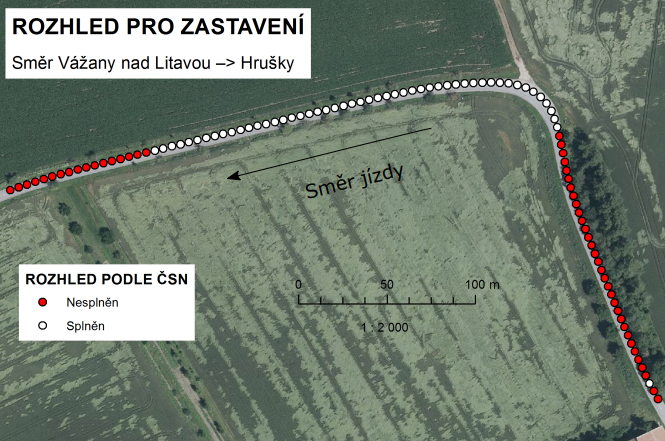 ROZHLED PRO ZASTAVENÍ
Směr Vážany nad Litavou –> Hrušky
Směr jízdy
ROZHLED PODLE ČSN
Nesplněn
Splněn
0 50 100 m
1 : 2 000